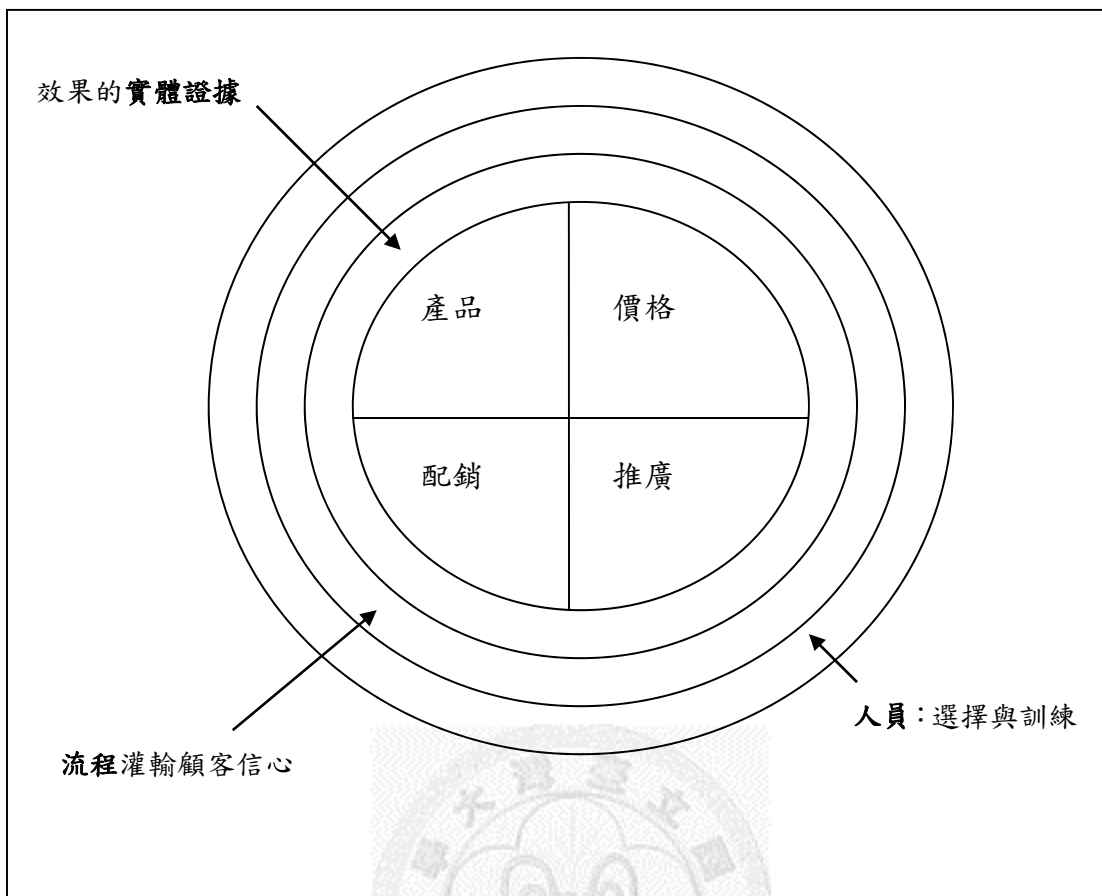 效果的實體證據
產品
價格
配銷
推廣
人員：選擇與訓練
流程灌輸顧客信心